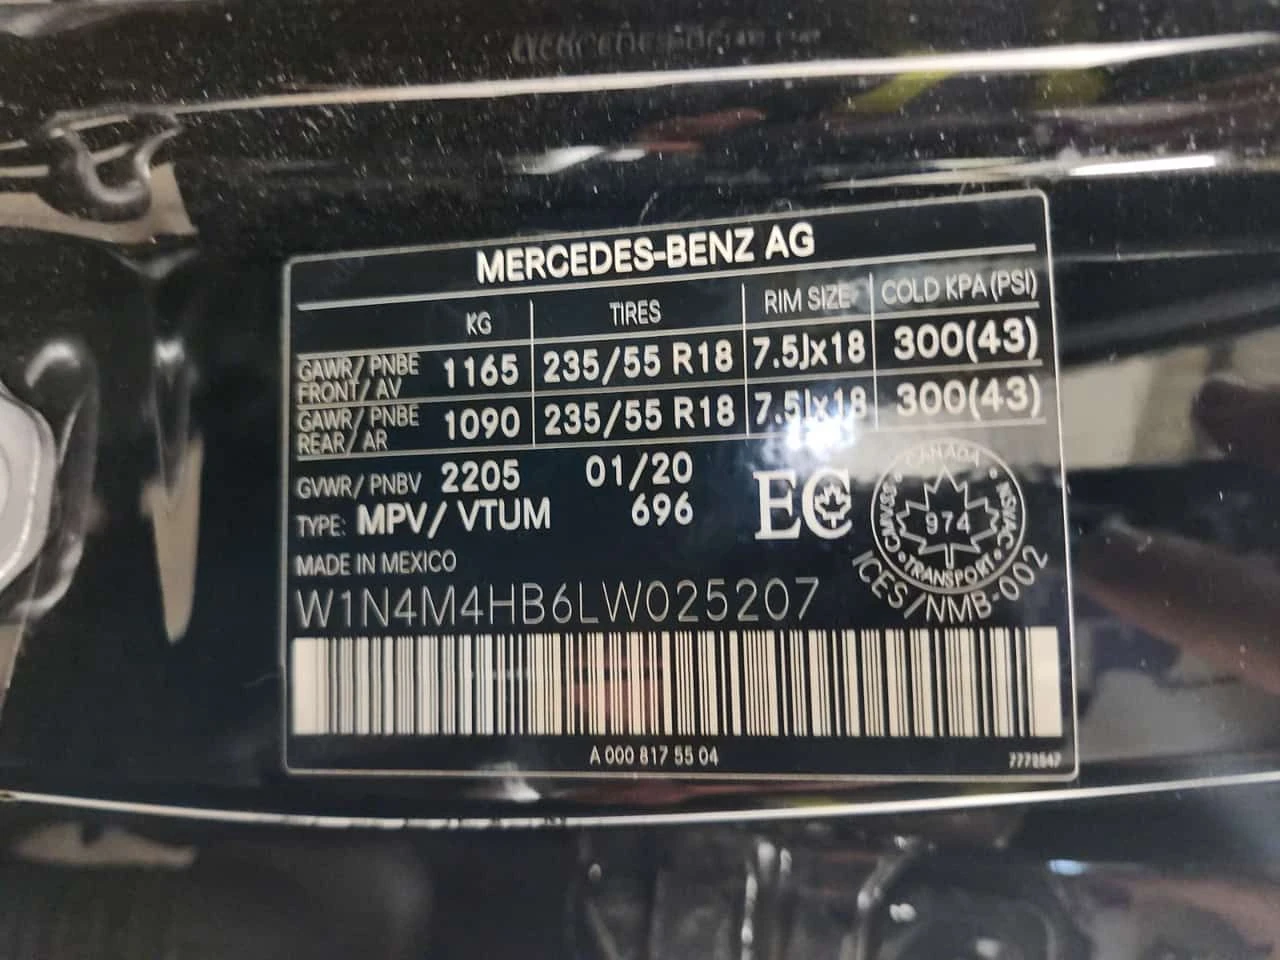 MERCEDES-BENZ AG
KG TIRES RIM SIZE COLD KPA (PSI)
GAWR/PNBE FRONT/AV 1165 235/55 R18 7.5Jx18 300(43)
GAWR/PNBE REAR/AR 1090 235/55 R18 7.5Jx18 300(43)
GVWR/PNBV 2205 01/20
TYPE: MPV/VTUM 696
EC
CANADA
CMVSS
974
NSVAC
TRANSPORT
ICES/NMB-002
MADE IN MEXICO
W1N4M4HB6LW025207
A 000 817 55 04